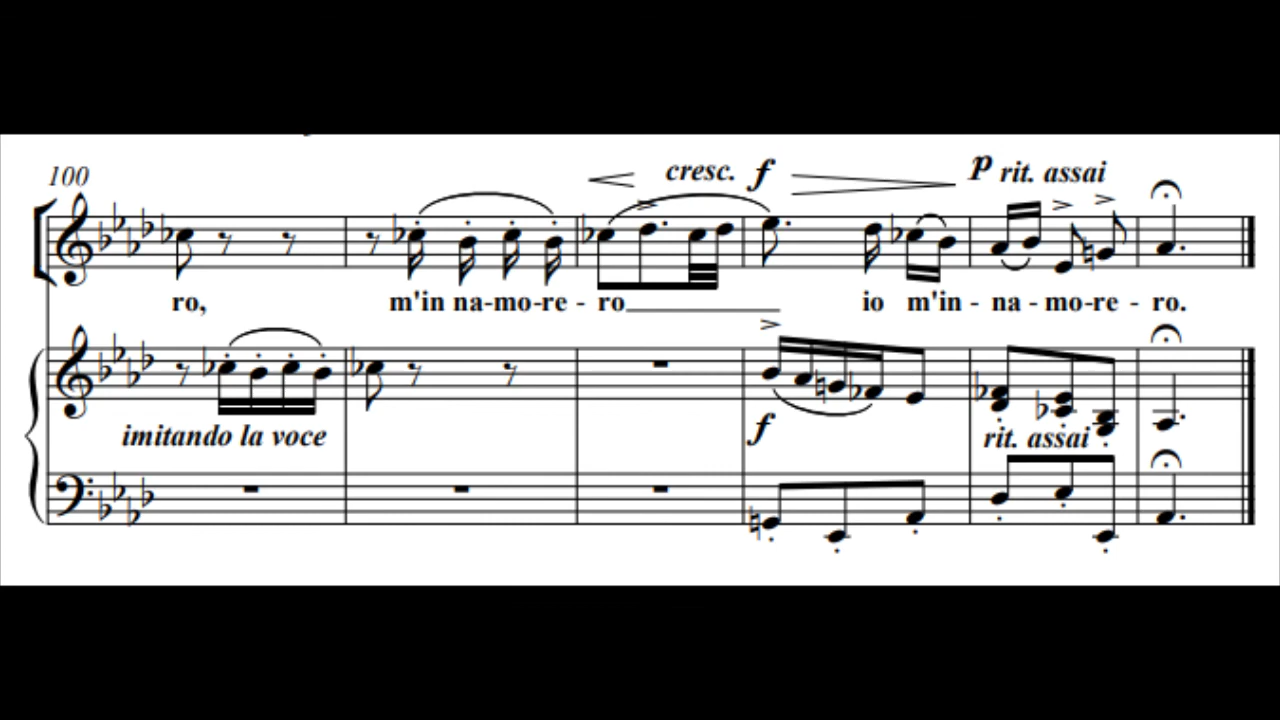 100
cresc. f
p rit. assai
ro, m'in na-mo-re - ro io m'in - na - mo-re - ro.
imitando la voce
f
rit. assai